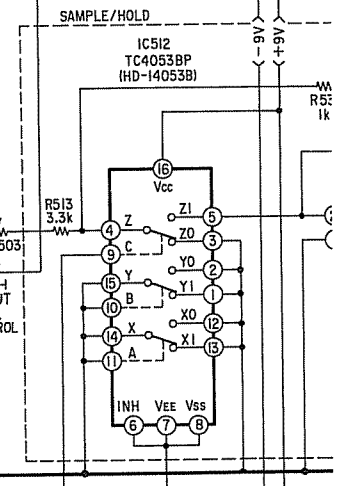 SAMPLE/HOLD
-9V
+9V
IC512
TC4053BP
(HD-14053B)
R53
1k
16
Vcc
R513
3.3k
503
4
Z
Z1
5
Z0
3
9
C
Y0
2
15
Y
Y1
1
10
B
X0
12
14
X
X1
13
11
A
INH
VEE
VSS
6
7
8
H
UT
ROL